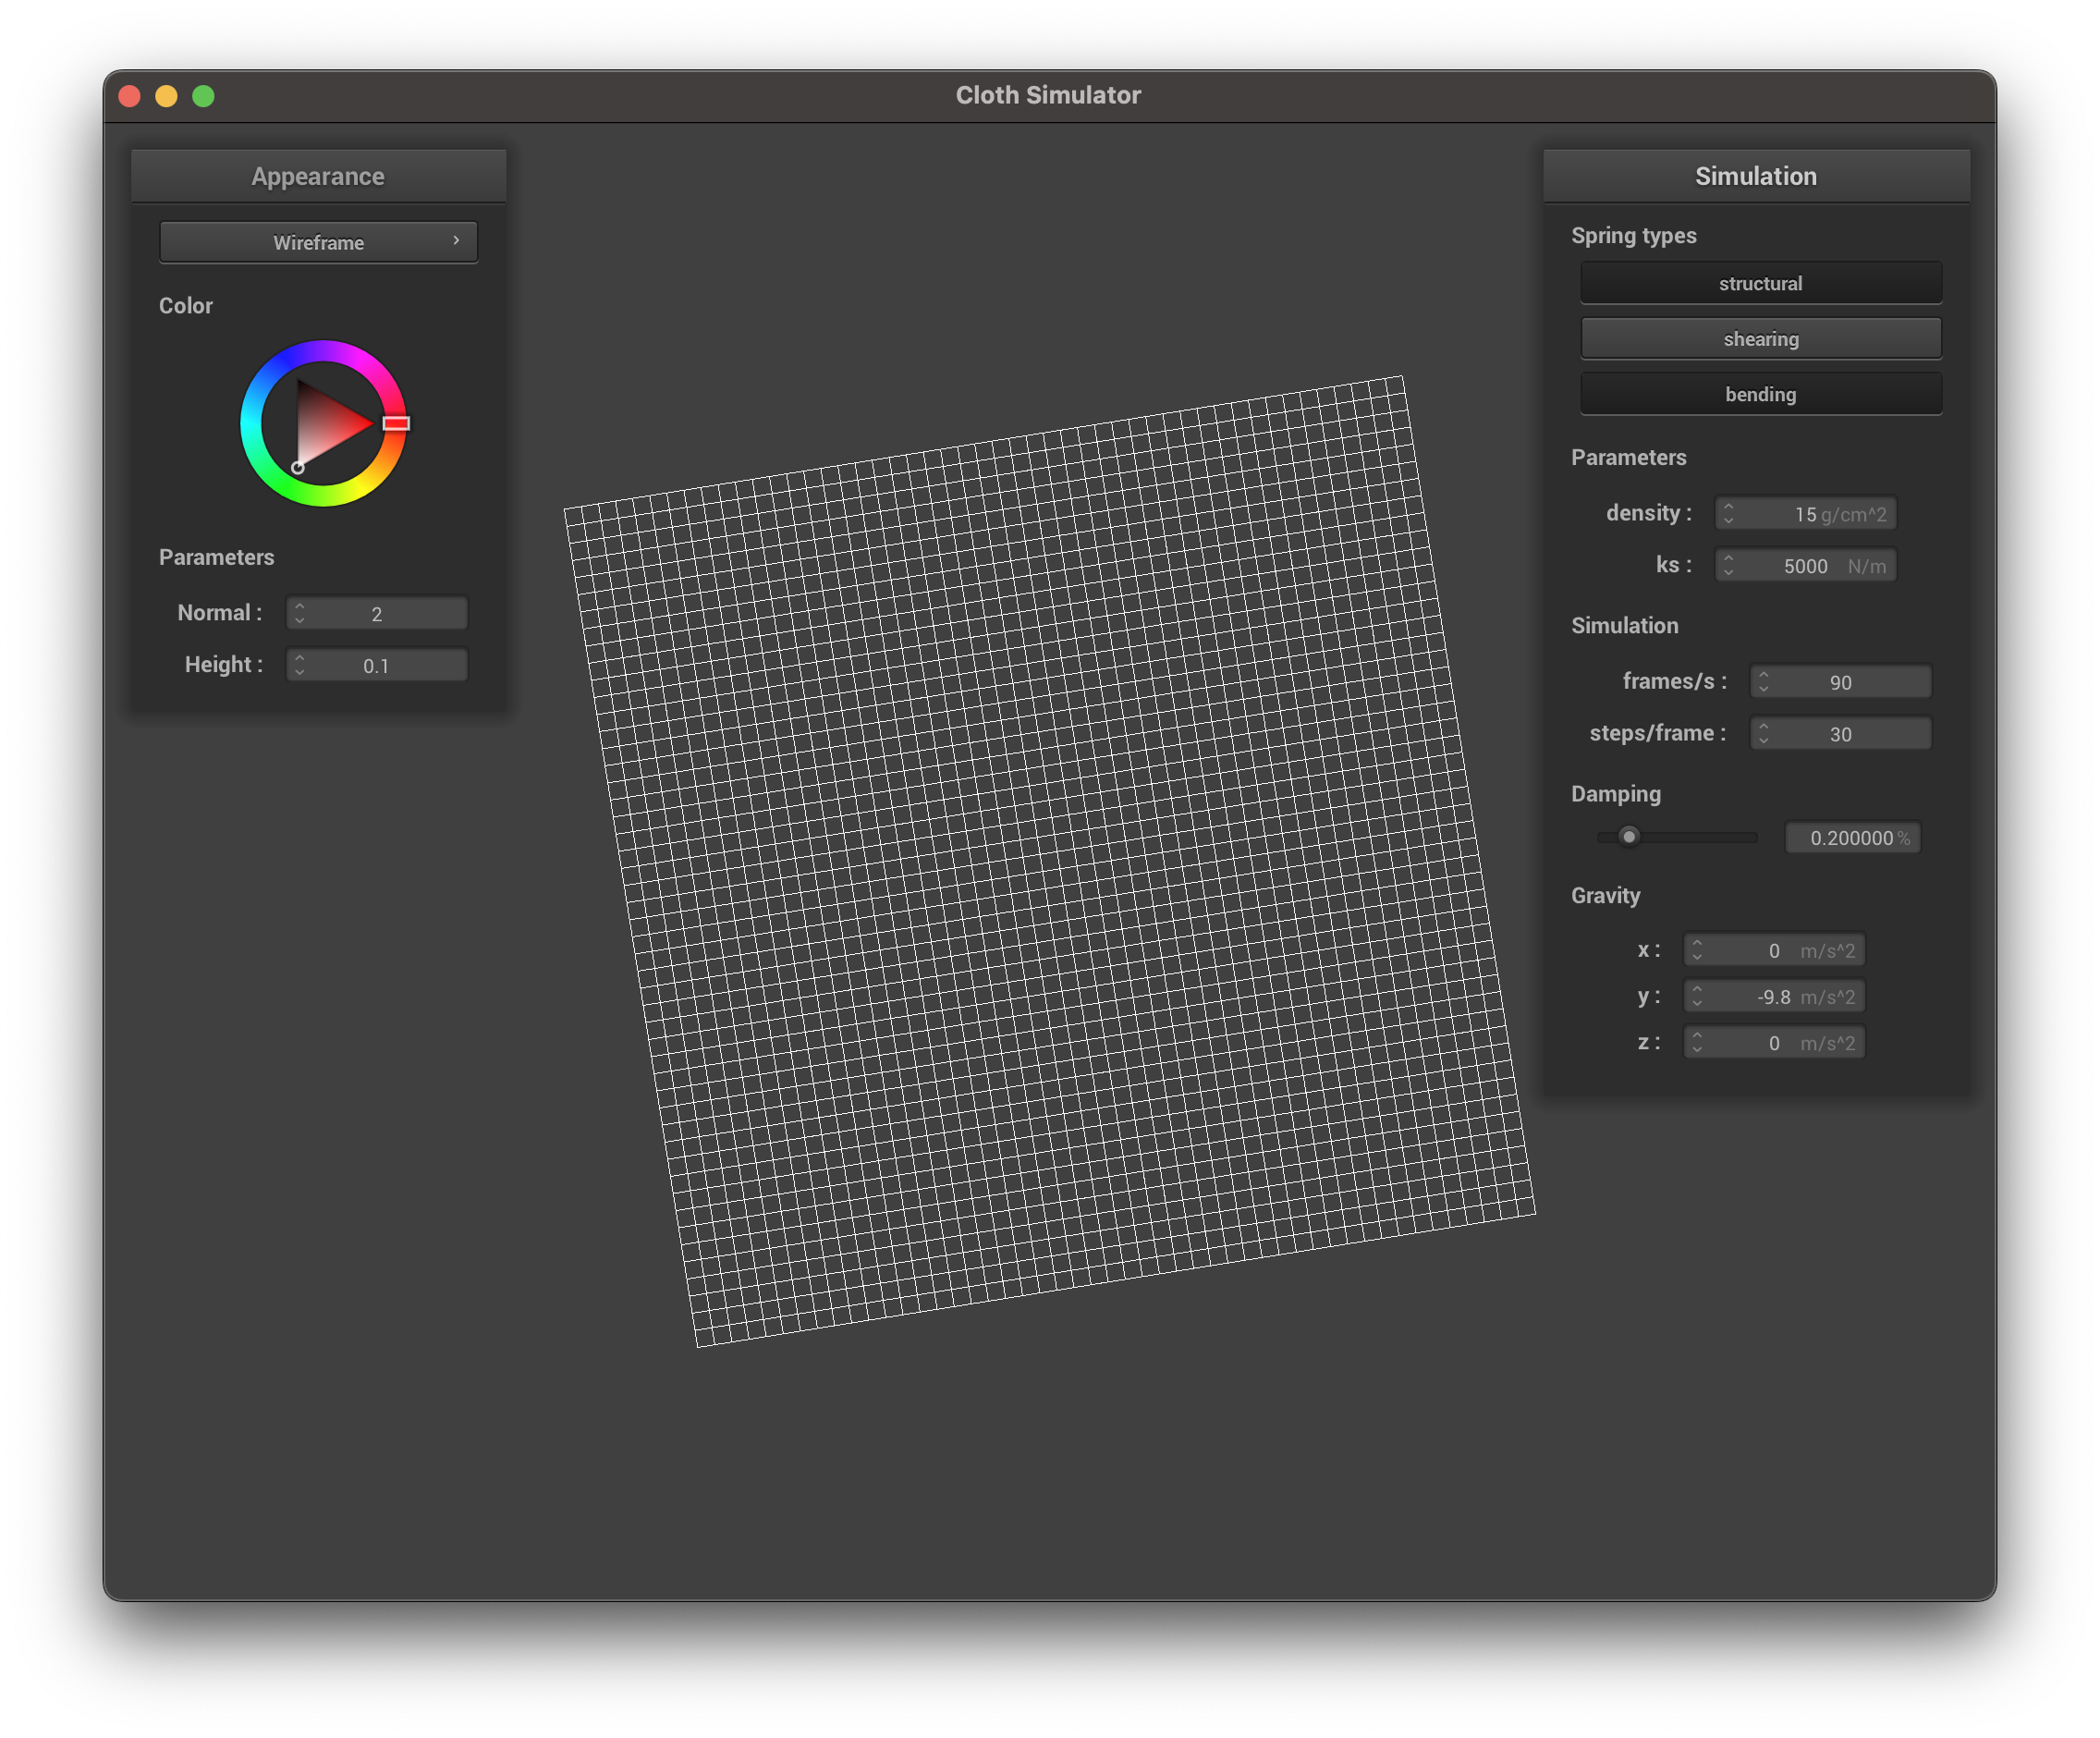 Cloth Simulator
Appearance
Wireframe
Color
Parameters
Normal : 2
Height : 0.1
Simulation
Spring types
structural
shearing
bending
Parameters
density : 15 g/cm^2
ks : 5000 N/m
Simulation
frames/s : 90
steps/frame : 30
Damping
0.200000 %
Gravity
x : 0 m/s^2
y : -9.8 m/s^2
z : 0 m/s^2